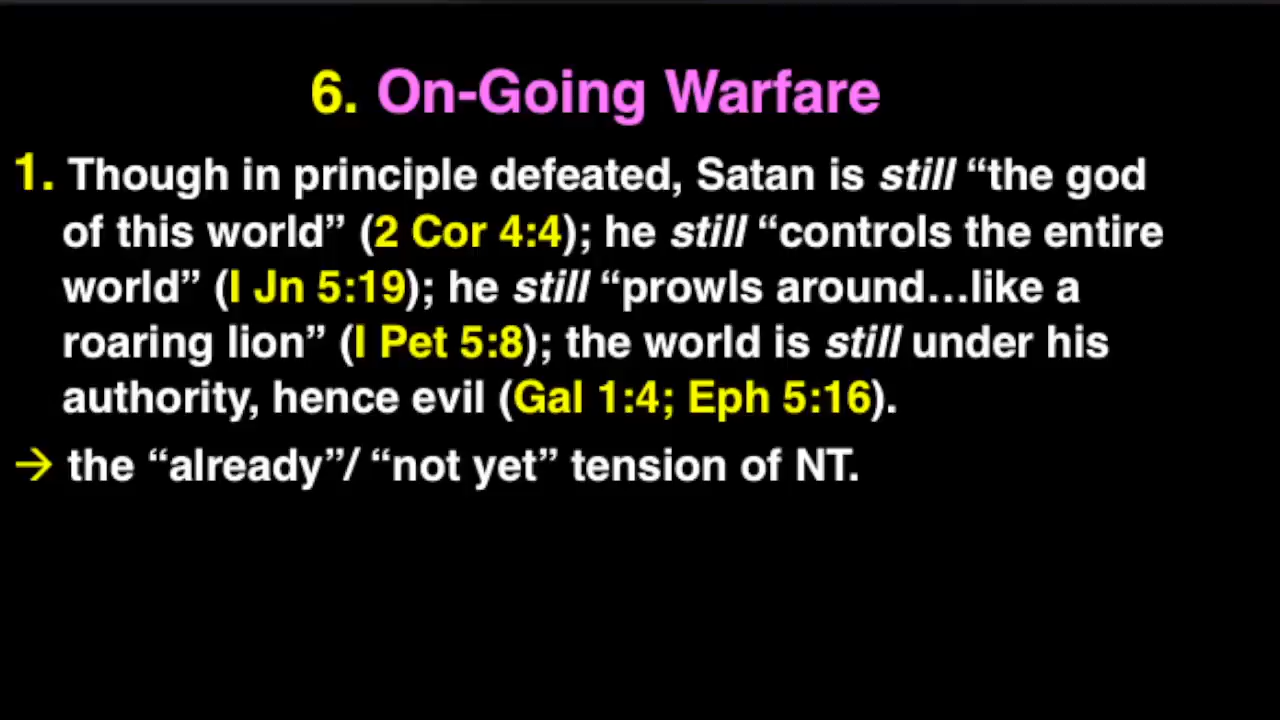 6. On-Going Warfare
1. Though in principle defeated, Satan is still “the god
of this world” (2 Cor 4:4); he still “controls the entire
world” (I Jn 5:19); he still “prowls around…like a
roaring lion” (I Pet 5:8); the world is still under his
authority, hence evil (Gal 1:4; Eph 5:16).
→ the “already”/ “not yet” tension of NT.